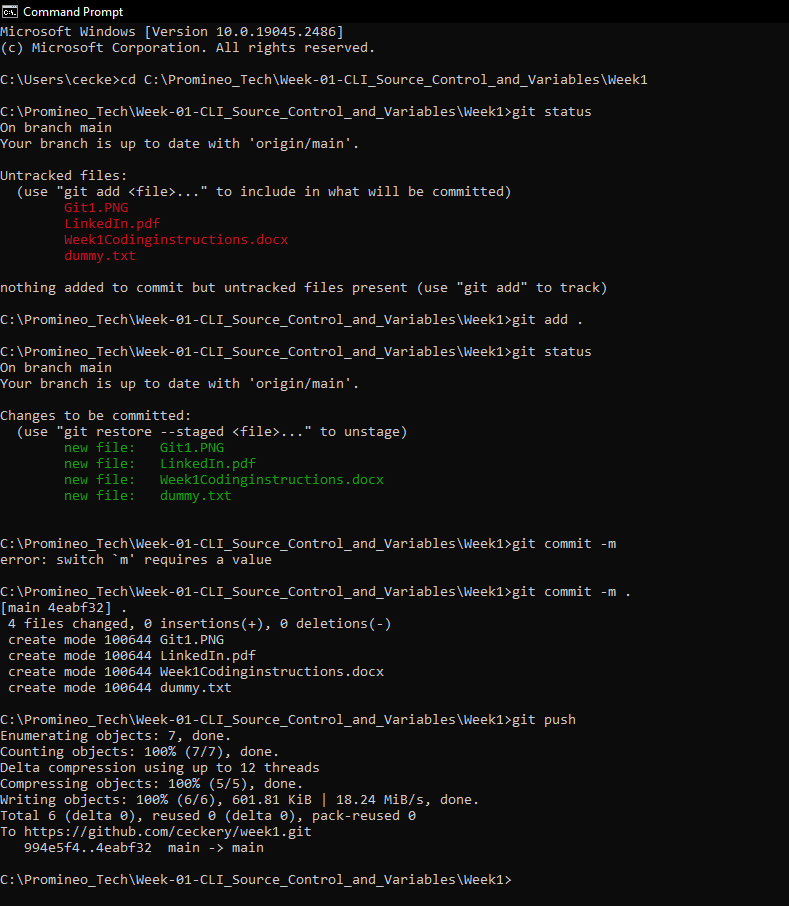 Command Prompt
Microsoft Windows [Version 10.0.19045.2486]
(c) Microsoft Corporation. All rights reserved.
C:\Users\cecke>cd C:\Promineo_Tech\Week-01-CLI_Source_Control_and_Variables\Week1
C:\Promineo_Tech\Week-01-CLI_Source_Control_and_Variables\Week1>git status
On branch main
Your branch is up to date with 'origin/main'.
Untracked files:
  (use "git add <file>..." to include in what will be committed)
        Git1.PNG
        LinkedIn.pdf
        Week1Codinginstructions.docx
        dummy.txt
nothing added to commit but untracked files present (use "git add" to track)
C:\Promineo_Tech\Week-01-CLI_Source_Control_and_Variables\Week1>git add .
C:\Promineo_Tech\Week-01-CLI_Source_Control_and_Variables\Week1>git status
On branch main
Your branch is up to date with 'origin/main'.
Changes to be committed:
  (use "git restore --staged <file>..." to unstage)
        new file:   Git1.PNG
        new file:   LinkedIn.pdf
        new file:   Week1Codinginstructions.docx
        new file:   dummy.txt
C:\Promineo_Tech\Week-01-CLI_Source_Control_and_Variables\Week1>git commit -m
error: switch `m' requires a value
C:\Promineo_Tech\Week-01-CLI_Source_Control_and_Variables\Week1>git commit -m .
[main 4eabf32] .
 4 files changed, 0 insertions(+), 0 deletions(-)
 create mode 100644 Git1.PNG
 create mode 100644 LinkedIn.pdf
 create mode 100644 Week1Codinginstructions.docx
 create mode 100644 dummy.txt
C:\Promineo_Tech\Week-01-CLI_Source_Control_and_Variables\Week1>git push
Enumerating objects: 7, done.
Counting objects: 100% (7/7), done.
Delta compression using up to 12 threads
Compressing objects: 100% (5/5), done.
Writing objects: 100% (6/6), 601.81 KiB | 18.24 MiB/s, done.
Total 6 (delta 0), reused 0 (delta 0), pack-reused 0
To https://github.com/ceckery/week1.git
   994e5f4..4eabf32  main -> main
C:\Promineo_Tech\Week-01-CLI_Source_Control_and_Variables\Week1>